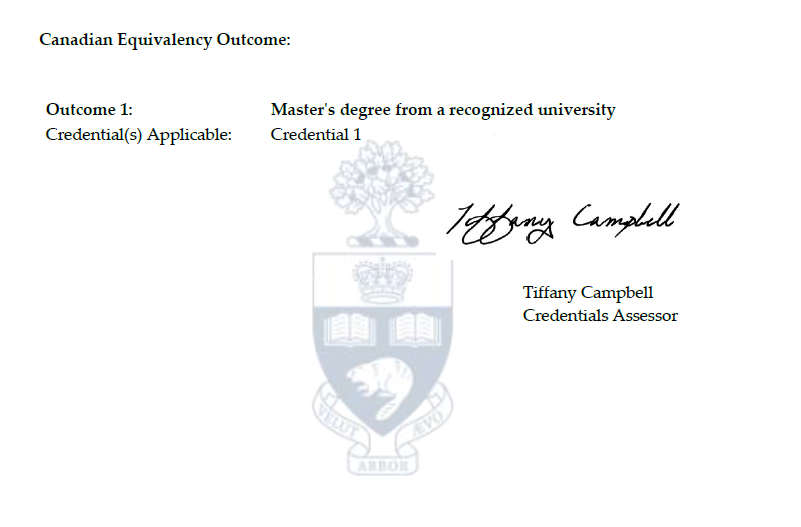 Canadian Equivalency Outcome:
Outcome 1: Master's degree from a recognized university
Credential(s) Applicable: Credential 1
Tiffany Campbell
Tiffany Campbell
Credentials Assessor
VELUT ÆVO
ARBOR